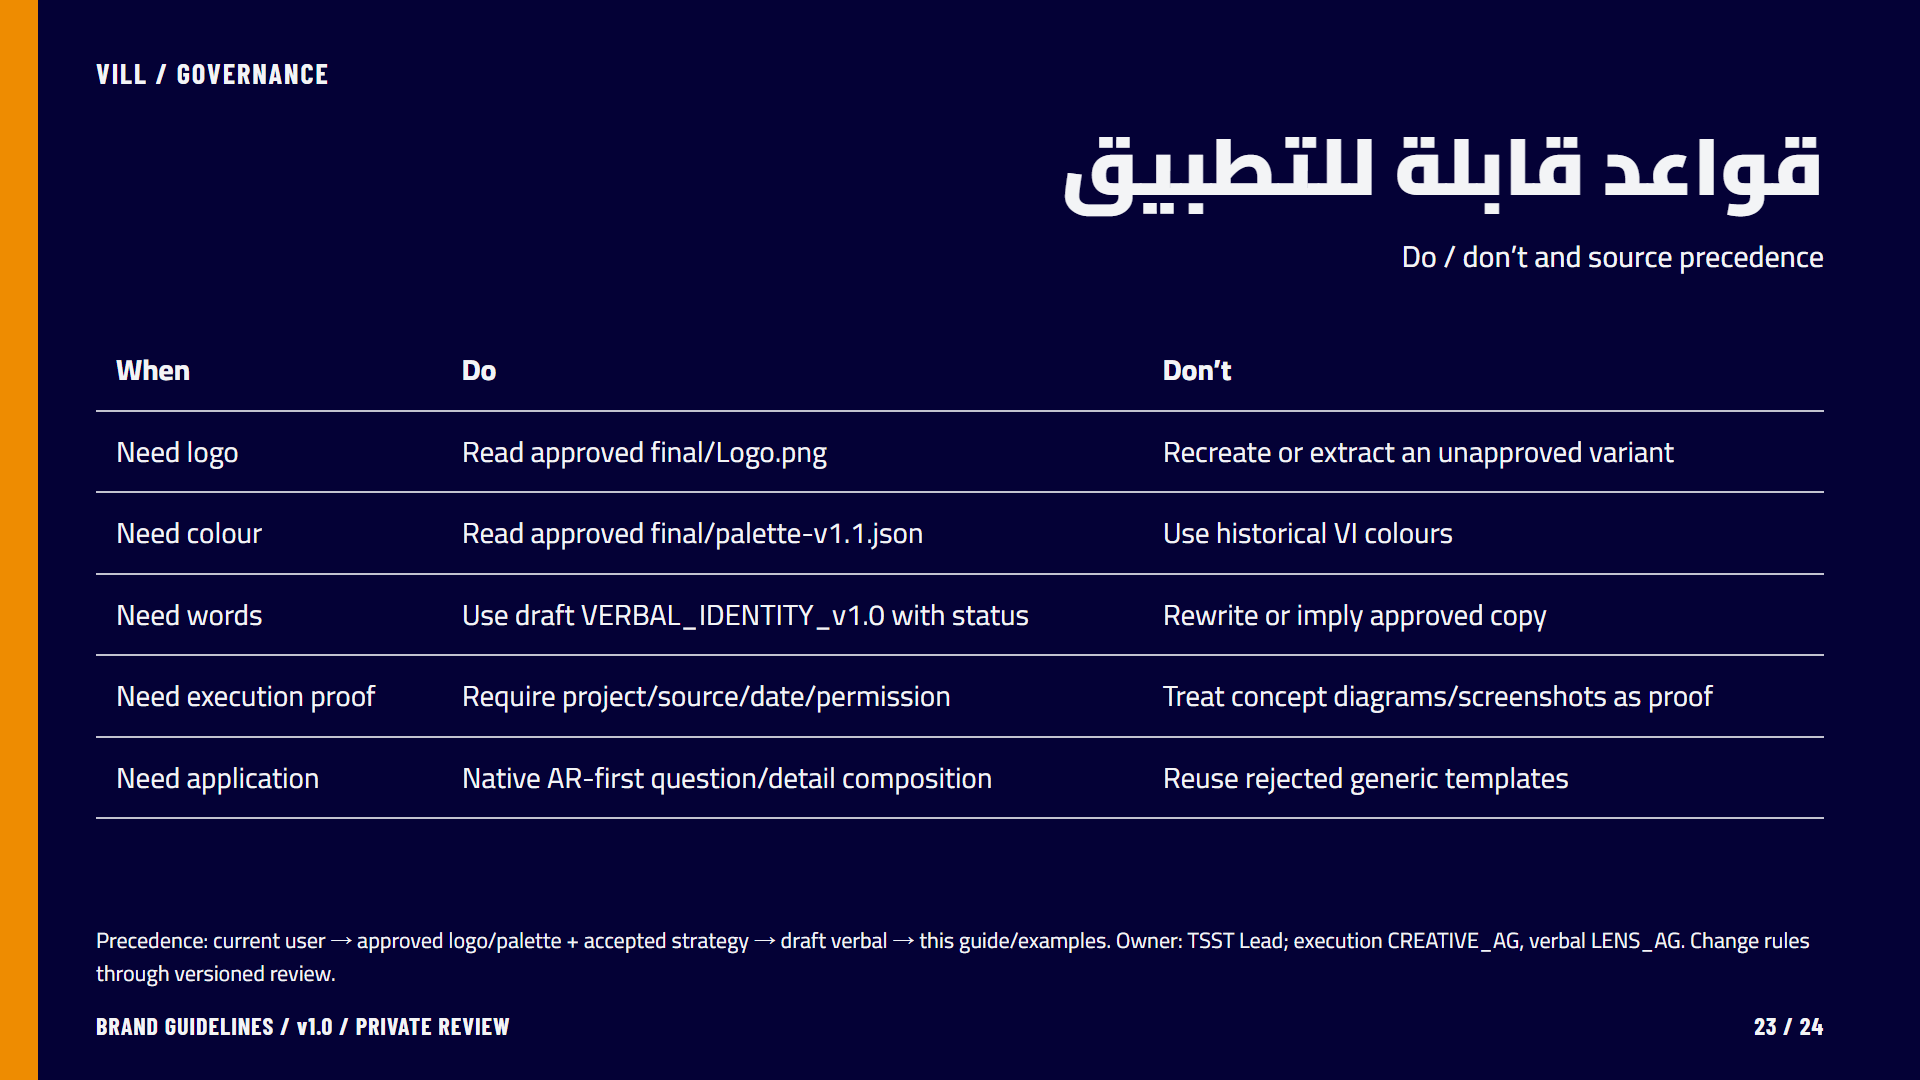 VILL / GOVERNANCE
قواعد قابلة للتطبيق
Do / don’t and source precedence
When Do Don’t
Need logo Read approved final/Logo.png Recreate or extract an unapproved variant
Need colour Read approved final/palette-v1.1.json Use historical VI colours
Need words Use draft VERBAL_IDENTITY_v1.0 with status Rewrite or imply approved copy
Need execution proof Require project/source/date/permission Treat concept diagrams/screenshots as proof
Need application Native AR-first question/detail composition Reuse rejected generic templates
Precedence: current user → approved logo/palette + accepted strategy → draft verbal → this guide/examples. Owner: TSST Lead; execution CREATIVE_AG, verbal LENS_AG. Change rules
through versioned review.
BRAND GUIDELINES / v1.0 / PRIVATE REVIEW 23 / 24